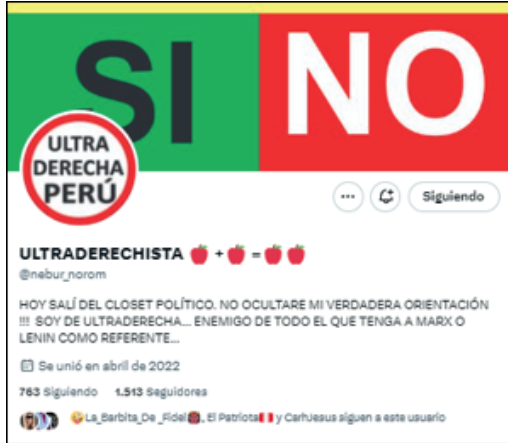 SI NO
ULTRA
DERECHA
PERÚ
Siguiendo
ULTRADERECHISTA 🍎 + 🍎 = 🍎🍎
@nebur_norom
HOY SALÍ DEL CLOSET POLÍTICO. NO OCULTARE MI VERDADERA ORIENTACIÓN
!!! SOY DE ULTRADERECHA... ENEMIGO DE TODO EL QUE TENGA A MARX O
LENIN COMO REFERENTE...
Se unió en abril de 2022
763 Siguiendo 1.513 Seguidores
La_Barbita_De_Fidel, El Patriota🇵🇪 y CarhJesus siguen a este usuario